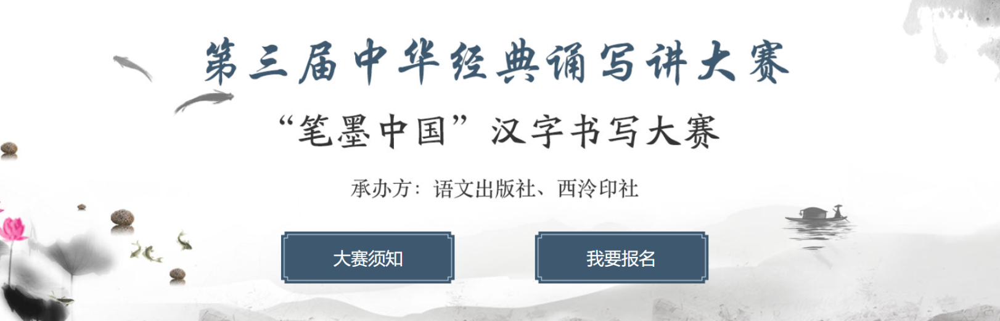 第三届中华经典诵写讲大赛
“笔墨中国”汉字书写大赛
承办方：语文出版社、西泠印社
大赛须知
我要报名